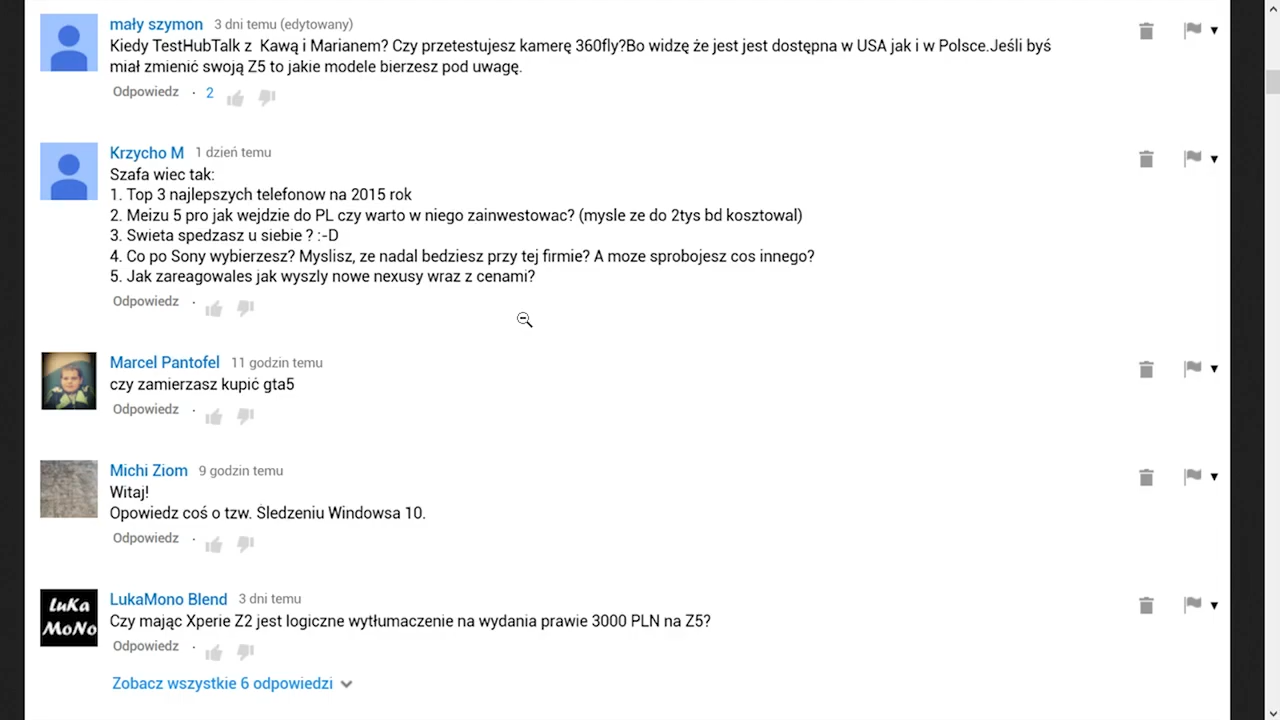 mały szymon 3 dni temu (edytowany)
Kiedy TestHubTalk z Kawą i Marianem? Czy przetestujesz kamerę 360fly?Bo widzę że jest jest dostępna w USA jak i w Polsce.Jeśli byś
miał zmienić swoją Z5 to jakie modele bierzesz pod uwagę.
Odpowiedz · 2
Krzycho M 1 dzień temu
Szafa wiec tak:
1. Top 3 najlepszych telefonow na 2015 rok
2. Meizu 5 pro jak wejdzie do PL czy warto w niego zainwestowac? (mysle ze do 2tys bd kosztowal)
3. Swieta spedzasz u siebie ? :-D
4. Co po Sony wybierzesz? Myslisz, ze nadal bedziesz przy tej firmie? A moze sprobojesz cos innego?
5. Jak zareagowales jak wyszly nowe nexusy wraz z cenami?
Odpowiedz ·
Marcel Pantofel 11 godzin temu
czy zamierzasz kupić gta5
Odpowiedz ·
Michi Ziom 9 godzin temu
Witaj!
Opowiedz coś o tzw. Śledzeniu Windowsa 10.
Odpowiedz ·
LuKa
MoNo
LukaMono Blend 3 dni temu
Czy mając Xperie Z2 jest logiczne wytłumaczenie na wydania prawie 3000 PLN na Z5?
Odpowiedz ·
Zobacz wszystkie 6 odpowiedzi